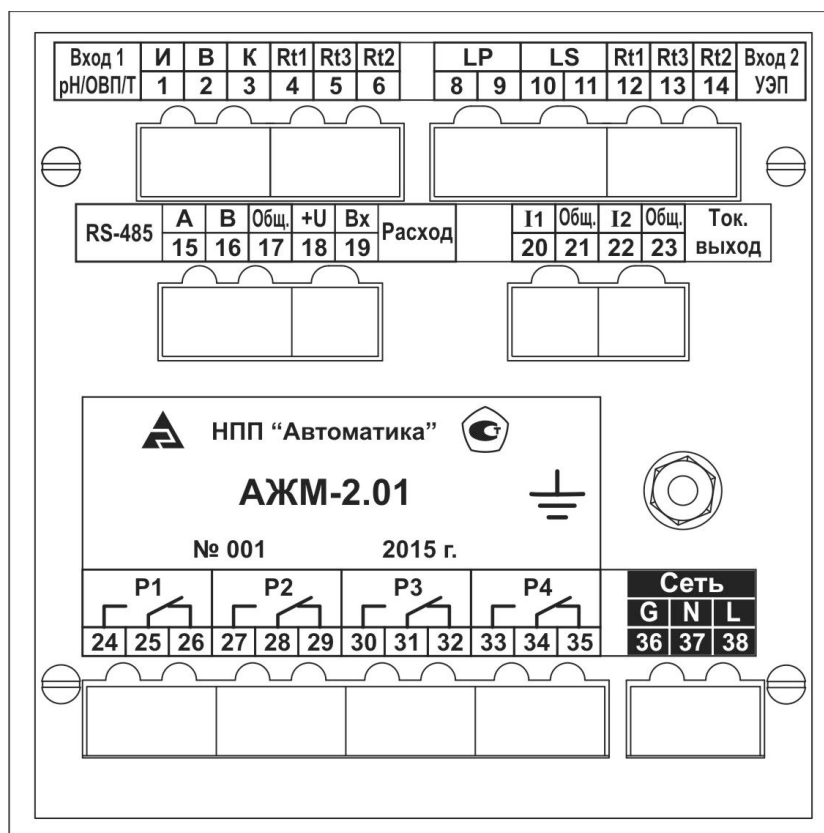 Вход 1 И В К Rt1 Rt3 Rt2 LP LS Rt1 Rt3 Rt2 Вход 2
pH/ОВП/Т 1 2 3 4 5 6 8 9 10 11 12 13 14 УЭП
RS-485 A B Общ. +U Вх Расход I1 Общ. I2 Общ. Ток. выход
15 16 17 18 19 20 21 22 23
НПП “Автоматика”
АЖМ-2.01
№ 001 2015 г.
P1 P2 P3 P4 Сеть
G N L
24 25 26 27 28 29 30 31 32 33 34 35 36 37 38